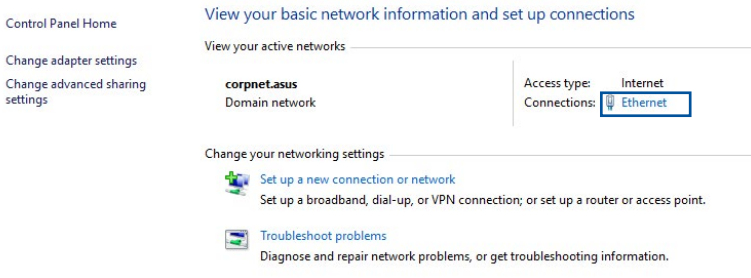 Control Panel Home
Change adapter settings
Change advanced sharing
settings
View your basic network information and set up connections
View your active networks
corpnet.asus
Domain network
Access type: Internet
Connections: Ethernet
Change your networking settings
Set up a new connection or network
Set up a broadband, dial-up, or VPN connection; or set up a router or access point.
Troubleshoot problems
Diagnose and repair network problems, or get troubleshooting information.